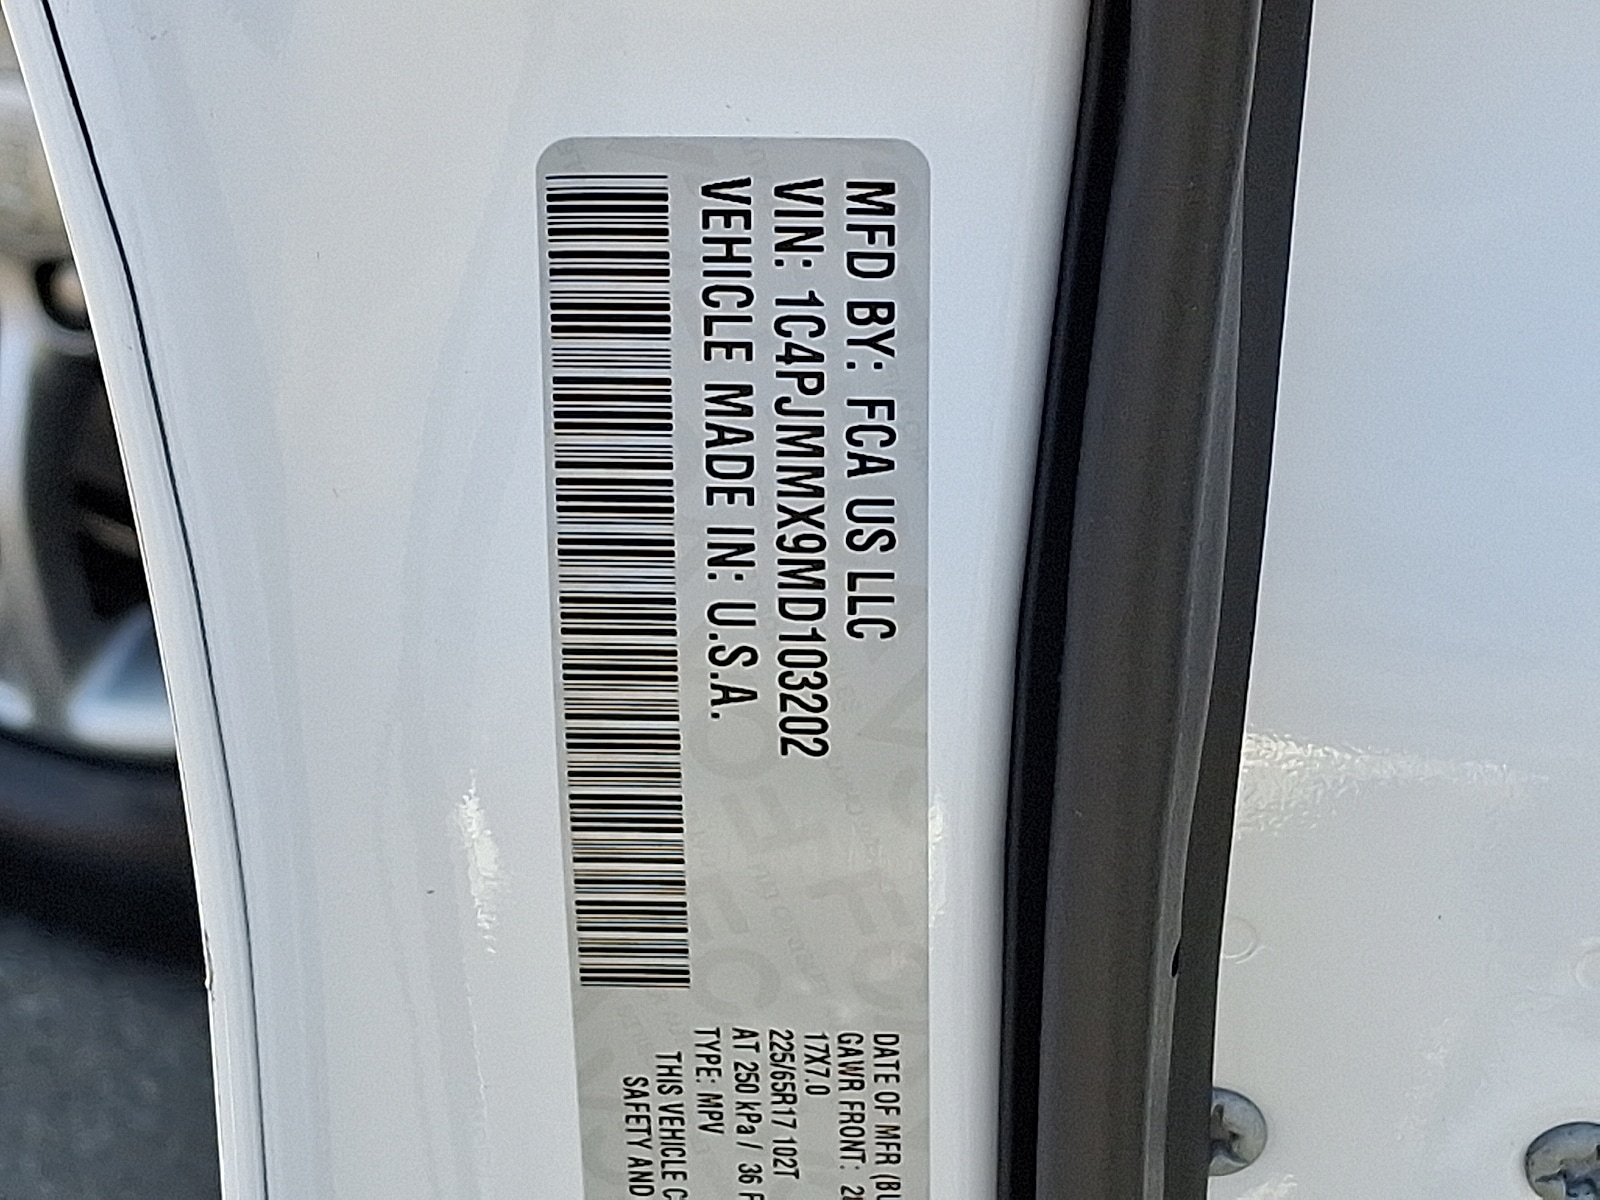 MFD BY: FCA US LLC
VIN: 1C4PJMMX9MD103202
VEHICLE MADE IN: U.S.A.
DATE OF MFR
GAWR FRONT:
17X7.0
225/65R17 102T
AT 250 kPa / 36
TYPE: MPV
THIS VEHICLE
SAFETY AND